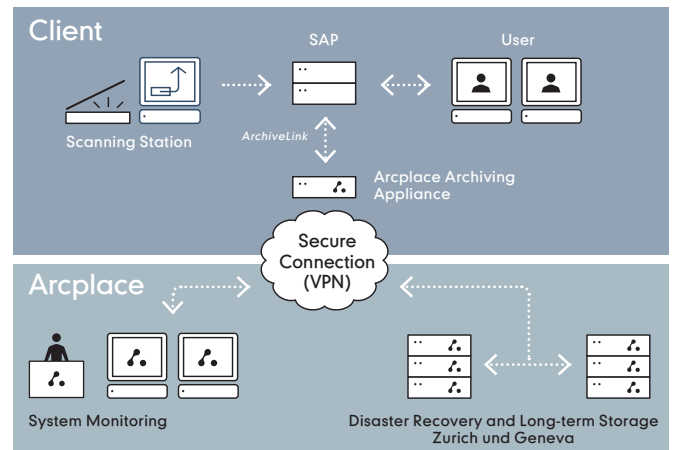 Client
SAP
User
Scanning Station
ArchiveLink
Arcplace Archiving
Appliance
Secure
Connection
(VPN)
Arcplace
System Monitoring
Disaster Recovery and Long-term Storage
Zurich und Geneva